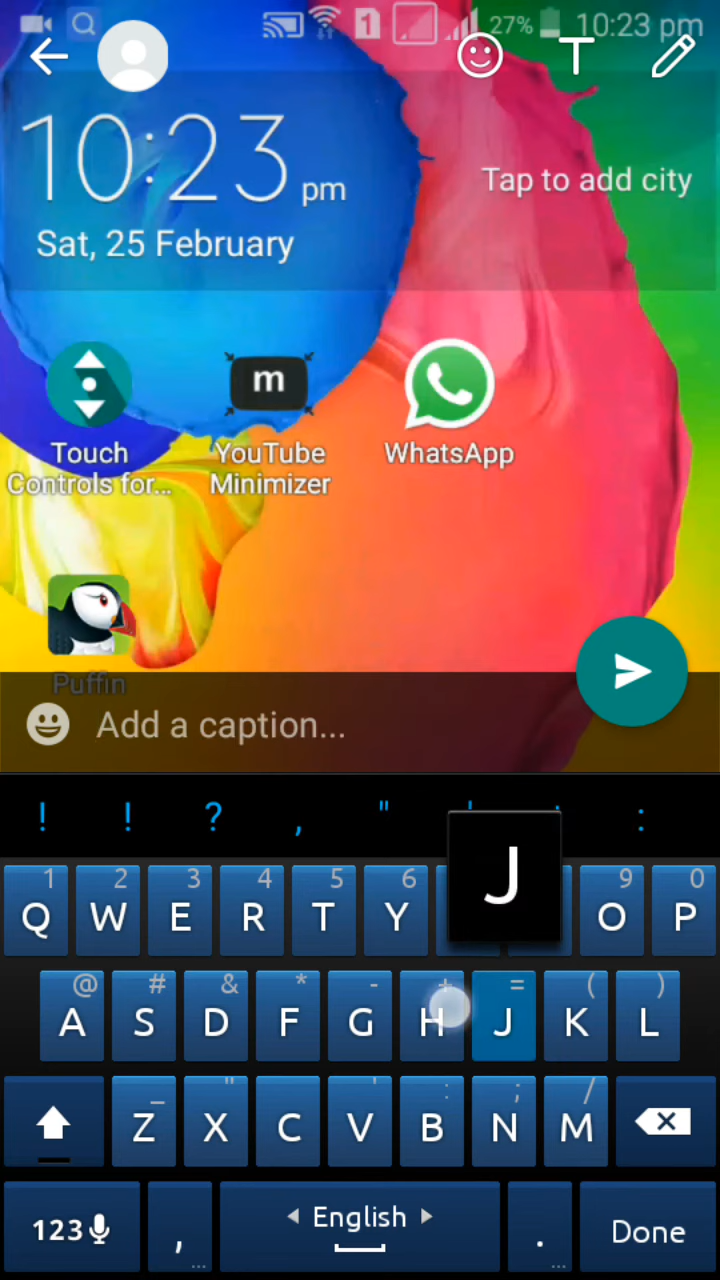 1 27% 10:23 pm
T
10:23 pm
Tap to add city
Sat, 25 February
m
Touch
Controls for...
YouTube
Minimizer
WhatsApp
Puffin
Add a caption...
! ! ? , " ' :
J
1 2 3 4 5 6 9 0
Q W E R T Y O P
@ # & * - + = ( )
A S D F G H J K L
_ " ' : ; /
Z X C V B N M
123 , English . Done